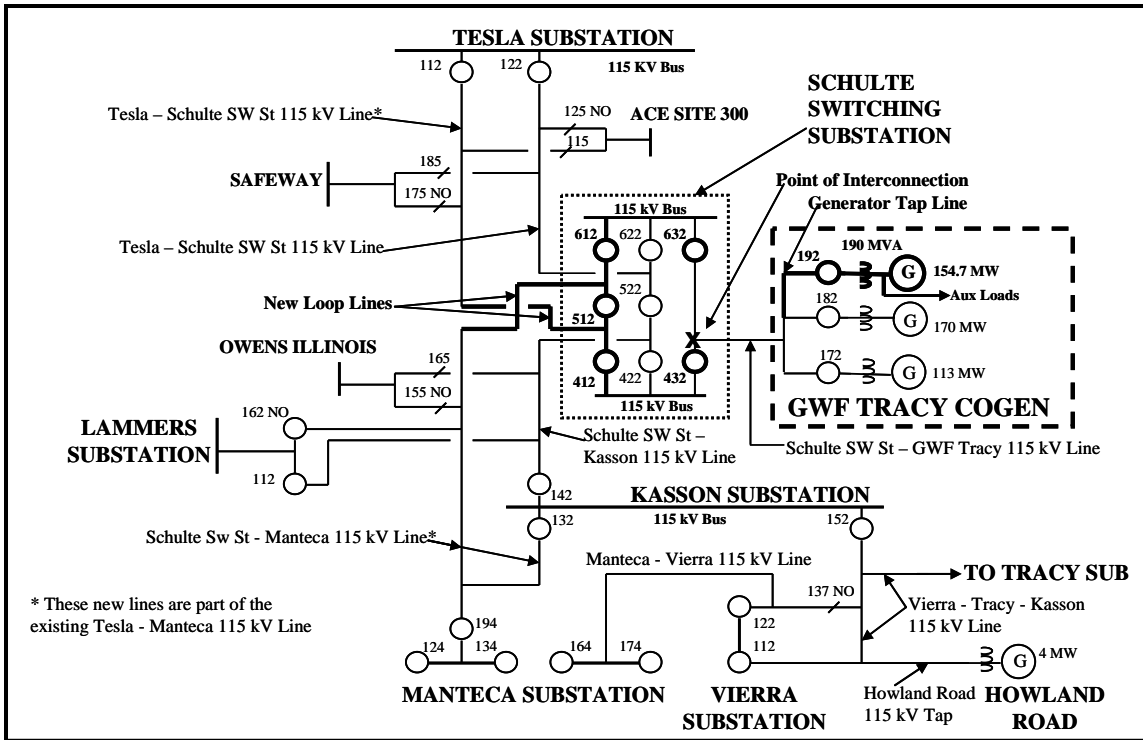 TESLA SUBSTATION
112
122
115 KV Bus
SCHULTE
SWITCHING
SUBSTATION
Tesla – Schulte SW St 115 kV Line*
125 NO
ACE SITE 300
115
185
SAFEWAY
175 NO
Point of Interconnection
Generator Tap Line
115 kV Bus
Tesla – Schulte SW St 115 kV Line
612
622
632
192
190 MVA
G
154.7 MW
Aux Loads
New Loop Lines
522
512
182
G
170 MW
X
OWENS ILLINOIS
165
155 NO
412
422
432
172
G
113 MW
115 kV Bus
GWF TRACY COGEN
162 NO
LAMMERS
SUBSTATION
112
Schulte SW St –
Kasson 115 kV Line
Schulte SW St – GWF Tracy 115 kV Line
142
KASSON SUBSTATION
132
115 kV Bus
152
Schulte Sw St - Manteca 115 kV Line*
Manteca - Vierra 115 kV Line
TO TRACY SUB
137 NO
* These new lines are part of the
existing Tesla - Manteca 115 kV Line
Vierra - Tracy - Kasson
115 kV Line
122
194
124
134
164
174
112
G
4 MW
MANTECA SUBSTATION
VIERRA
SUBSTATION
Howland Road
115 kV Tap
HOWLAND
ROAD